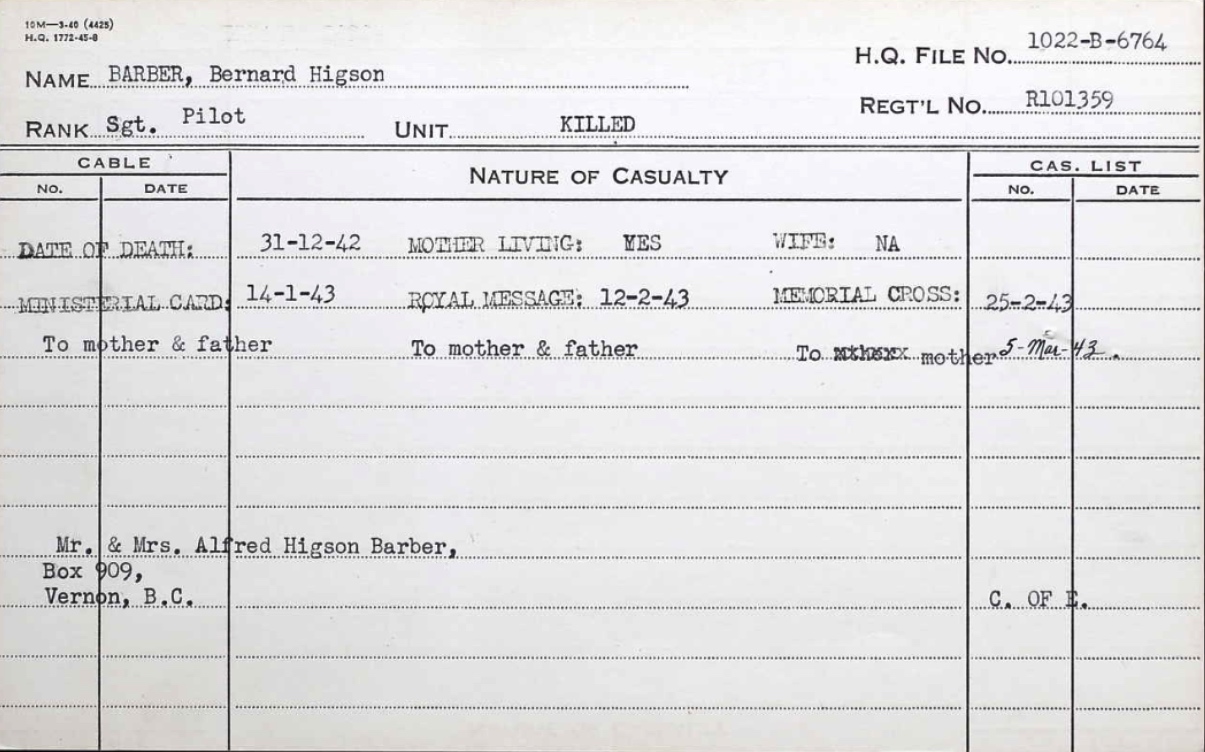 10M—3-40 (4425)
H.Q. 1772-45-8
H.Q. FILE NO. 1022-B-6764
NAME BARBER, Bernard Higson
REGT'L NO. R101359
RANK Sgt. Pilot UNIT KILLED
CABLE NATURE OF CASUALTY CAS. LIST
NO. DATE NO. DATE
DATE OF DEATH: 31-12-42 MOTHER LIVING: YES WIFE: NA
MINISTERIAL CARD: 14-1-43 ROYAL MESSAGE: 12-2-43 MEMORIAL CROSS: 25-2-43
To mother & father To mother & father To mother 5-Mar-43.
Mr. & Mrs. Alfred Higson Barber,
Box 909,
Vernon, B.C. C. OF E.